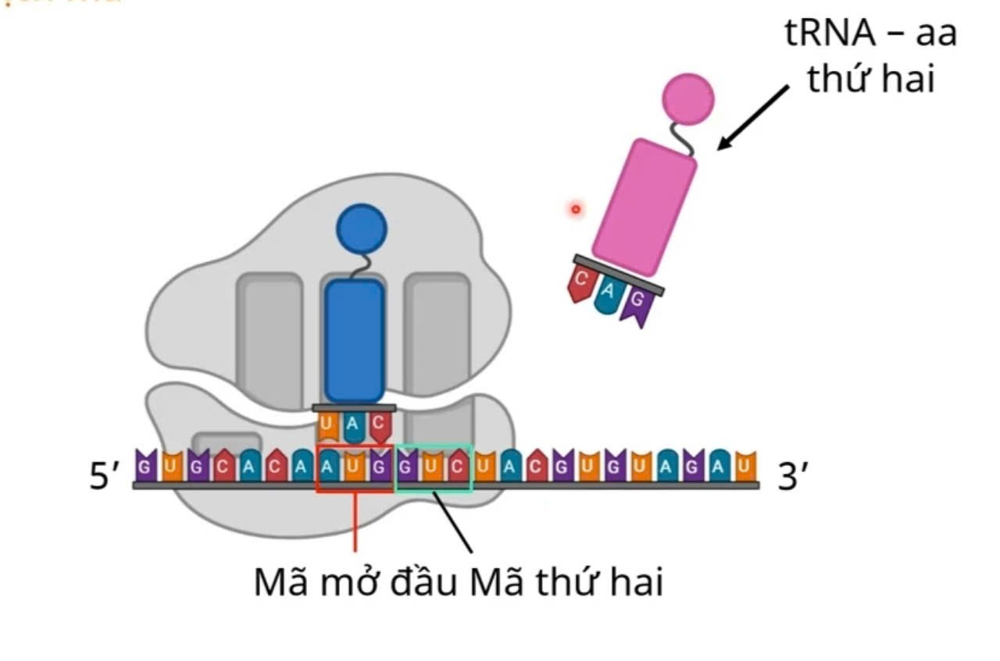 tRNA – aa
thứ hai
C A G
U A C
5’ G U G C A C A A U G G U C U A C G U G U A G A U 3’
Mã mở đầu Mã thứ hai